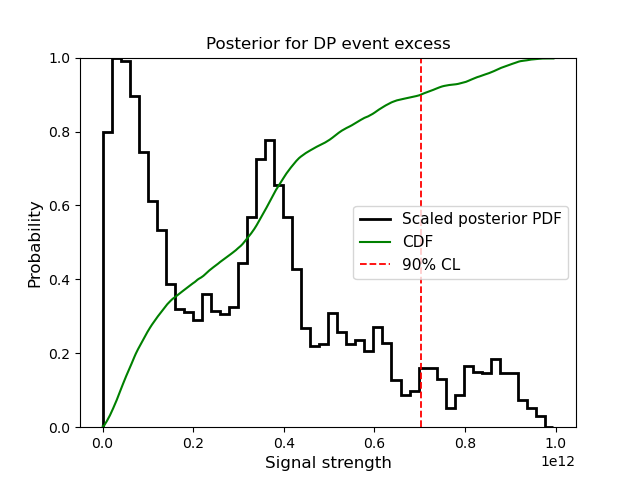 Posterior for DP event excess
Probability
1.0
0.8
0.6
0.4
0.2
0.0
Scaled posterior PDF
CDF
90% CL
0.0 0.2 0.4 0.6 0.8 1.0
1e12
Signal strength